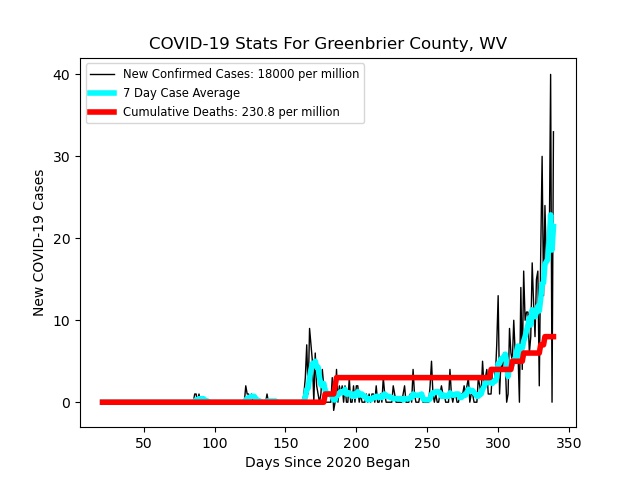 COVID-19 Stats For Greenbrier County, WV
New Confirmed Cases: 18000 per million
7 Day Case Average
Cumulative Deaths: 230.8 per million
40
30
20
10
0
New COVID-19 Cases
50 100 150 200 250 300 350
Days Since 2020 Began